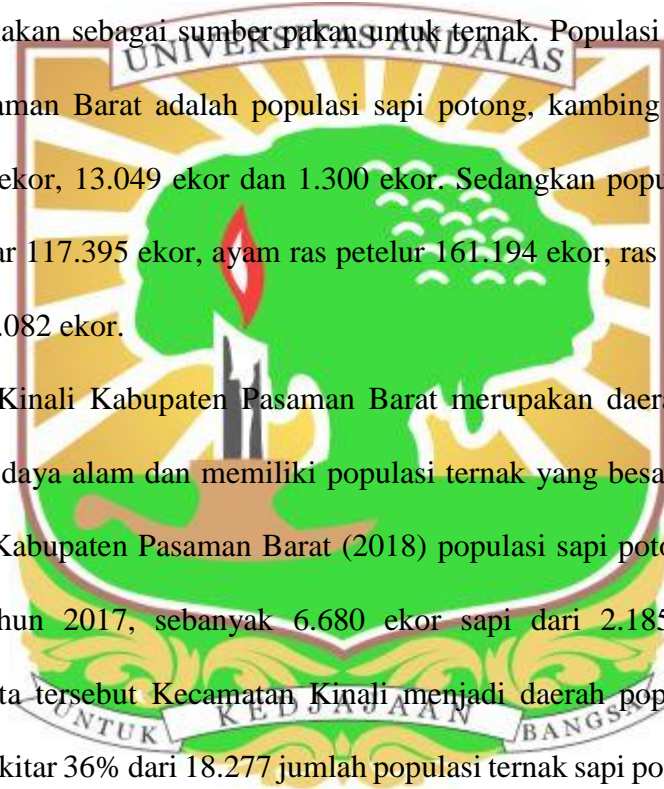 akan sebagai sumber pakan untuk ternak. Populasi
UNIVERSITAS ANDALAS
aman Barat adalah populasi sapi potong, kambing
ekor, 13.049 ekor dan 1.300 ekor. Sedangkan popu
ar 117.395 ekor, ayam ras petelur 161.194 ekor, ras
.082 ekor.
Kinali Kabupaten Pasaman Barat merupakan daera
daya alam dan memiliki populasi ternak yang besa
Kabupaten Pasaman Barat (2018) populasi sapi poto
hun 2017, sebanyak 6.680 ekor sapi dari 2.185
ta tersebut Kecamatan Kinali menjadi daerah pop
UNTUK KEDJAJAAN BANGSA
kitar 36% dari 18.277 jumlah populasi ternak sapi po